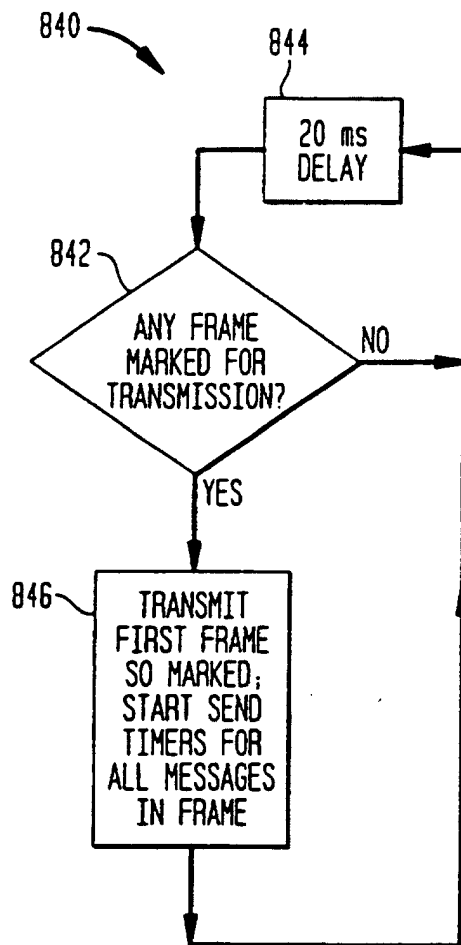 840
844
20 ms
DELAY
842
ANY FRAME
MARKED FOR
TRANSMISSION?
NO
YES
846
TRANSMIT
FIRST FRAME
SO MARKED;
START SEND
TIMERS FOR
ALL MESSAGES
IN FRAME